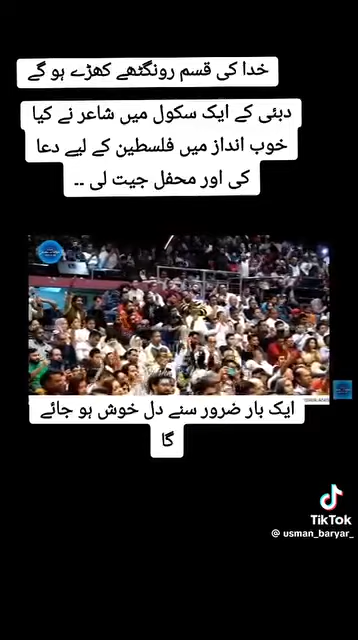 خدا کی قسم رونگٹھے کھڑے ہو گے
دبئی کے ایک سکول میں شاعر نے کیا
خوب انداز میں فلسطین کے لیے دعا
کی اور محفل جیت لی ۔۔
ایک بار ضرور سنے دل خوش ہو جائے
گا
TikTok
@ usman_baryar_